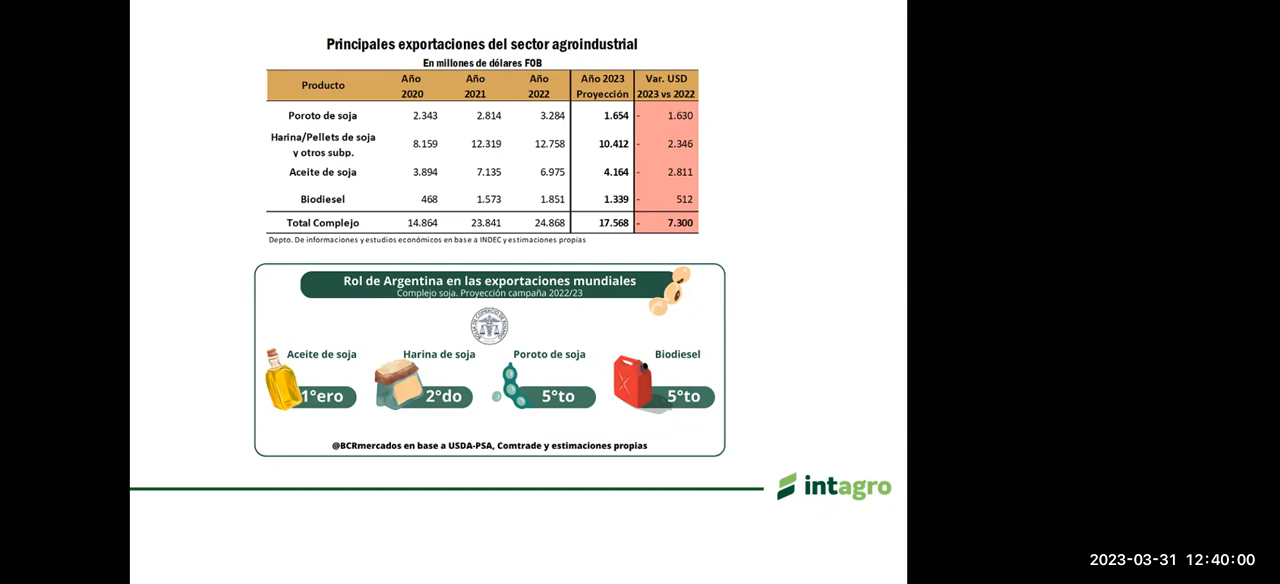 Principales exportaciones del sector agroindustrial
En millones de dólares FOB
Producto Año 2020 Año 2021 Año 2022 Año 2023 Proyección Var. USD 2023 vs 2022
Poroto de soja 2.343 2.814 3.284 1.654 - 1.630
Harina/Pellets de soja y otros subp. 8.159 12.319 12.758 10.412 - 2.346
Aceite de soja 3.894 7.135 6.975 4.164 - 2.811
Biodiesel 468 1.573 1.851 1.339 - 512
Total Complejo 14.864 23.841 24.868 17.568 - 7.300
Depto. De informaciones y estudios económicos en base a INDEC y estimaciones propias
Rol de Argentina en las exportaciones mundiales
Complejo soja. Proyección campaña 2022/23
Aceite de soja Harina de soja Poroto de soja Biodiesel
1°ero 2°do 5°to 5°to
@BCRmercados en base a USDA-PSA, Comtrade y estimaciones propias
intagro
2023-03-31 12:40:00